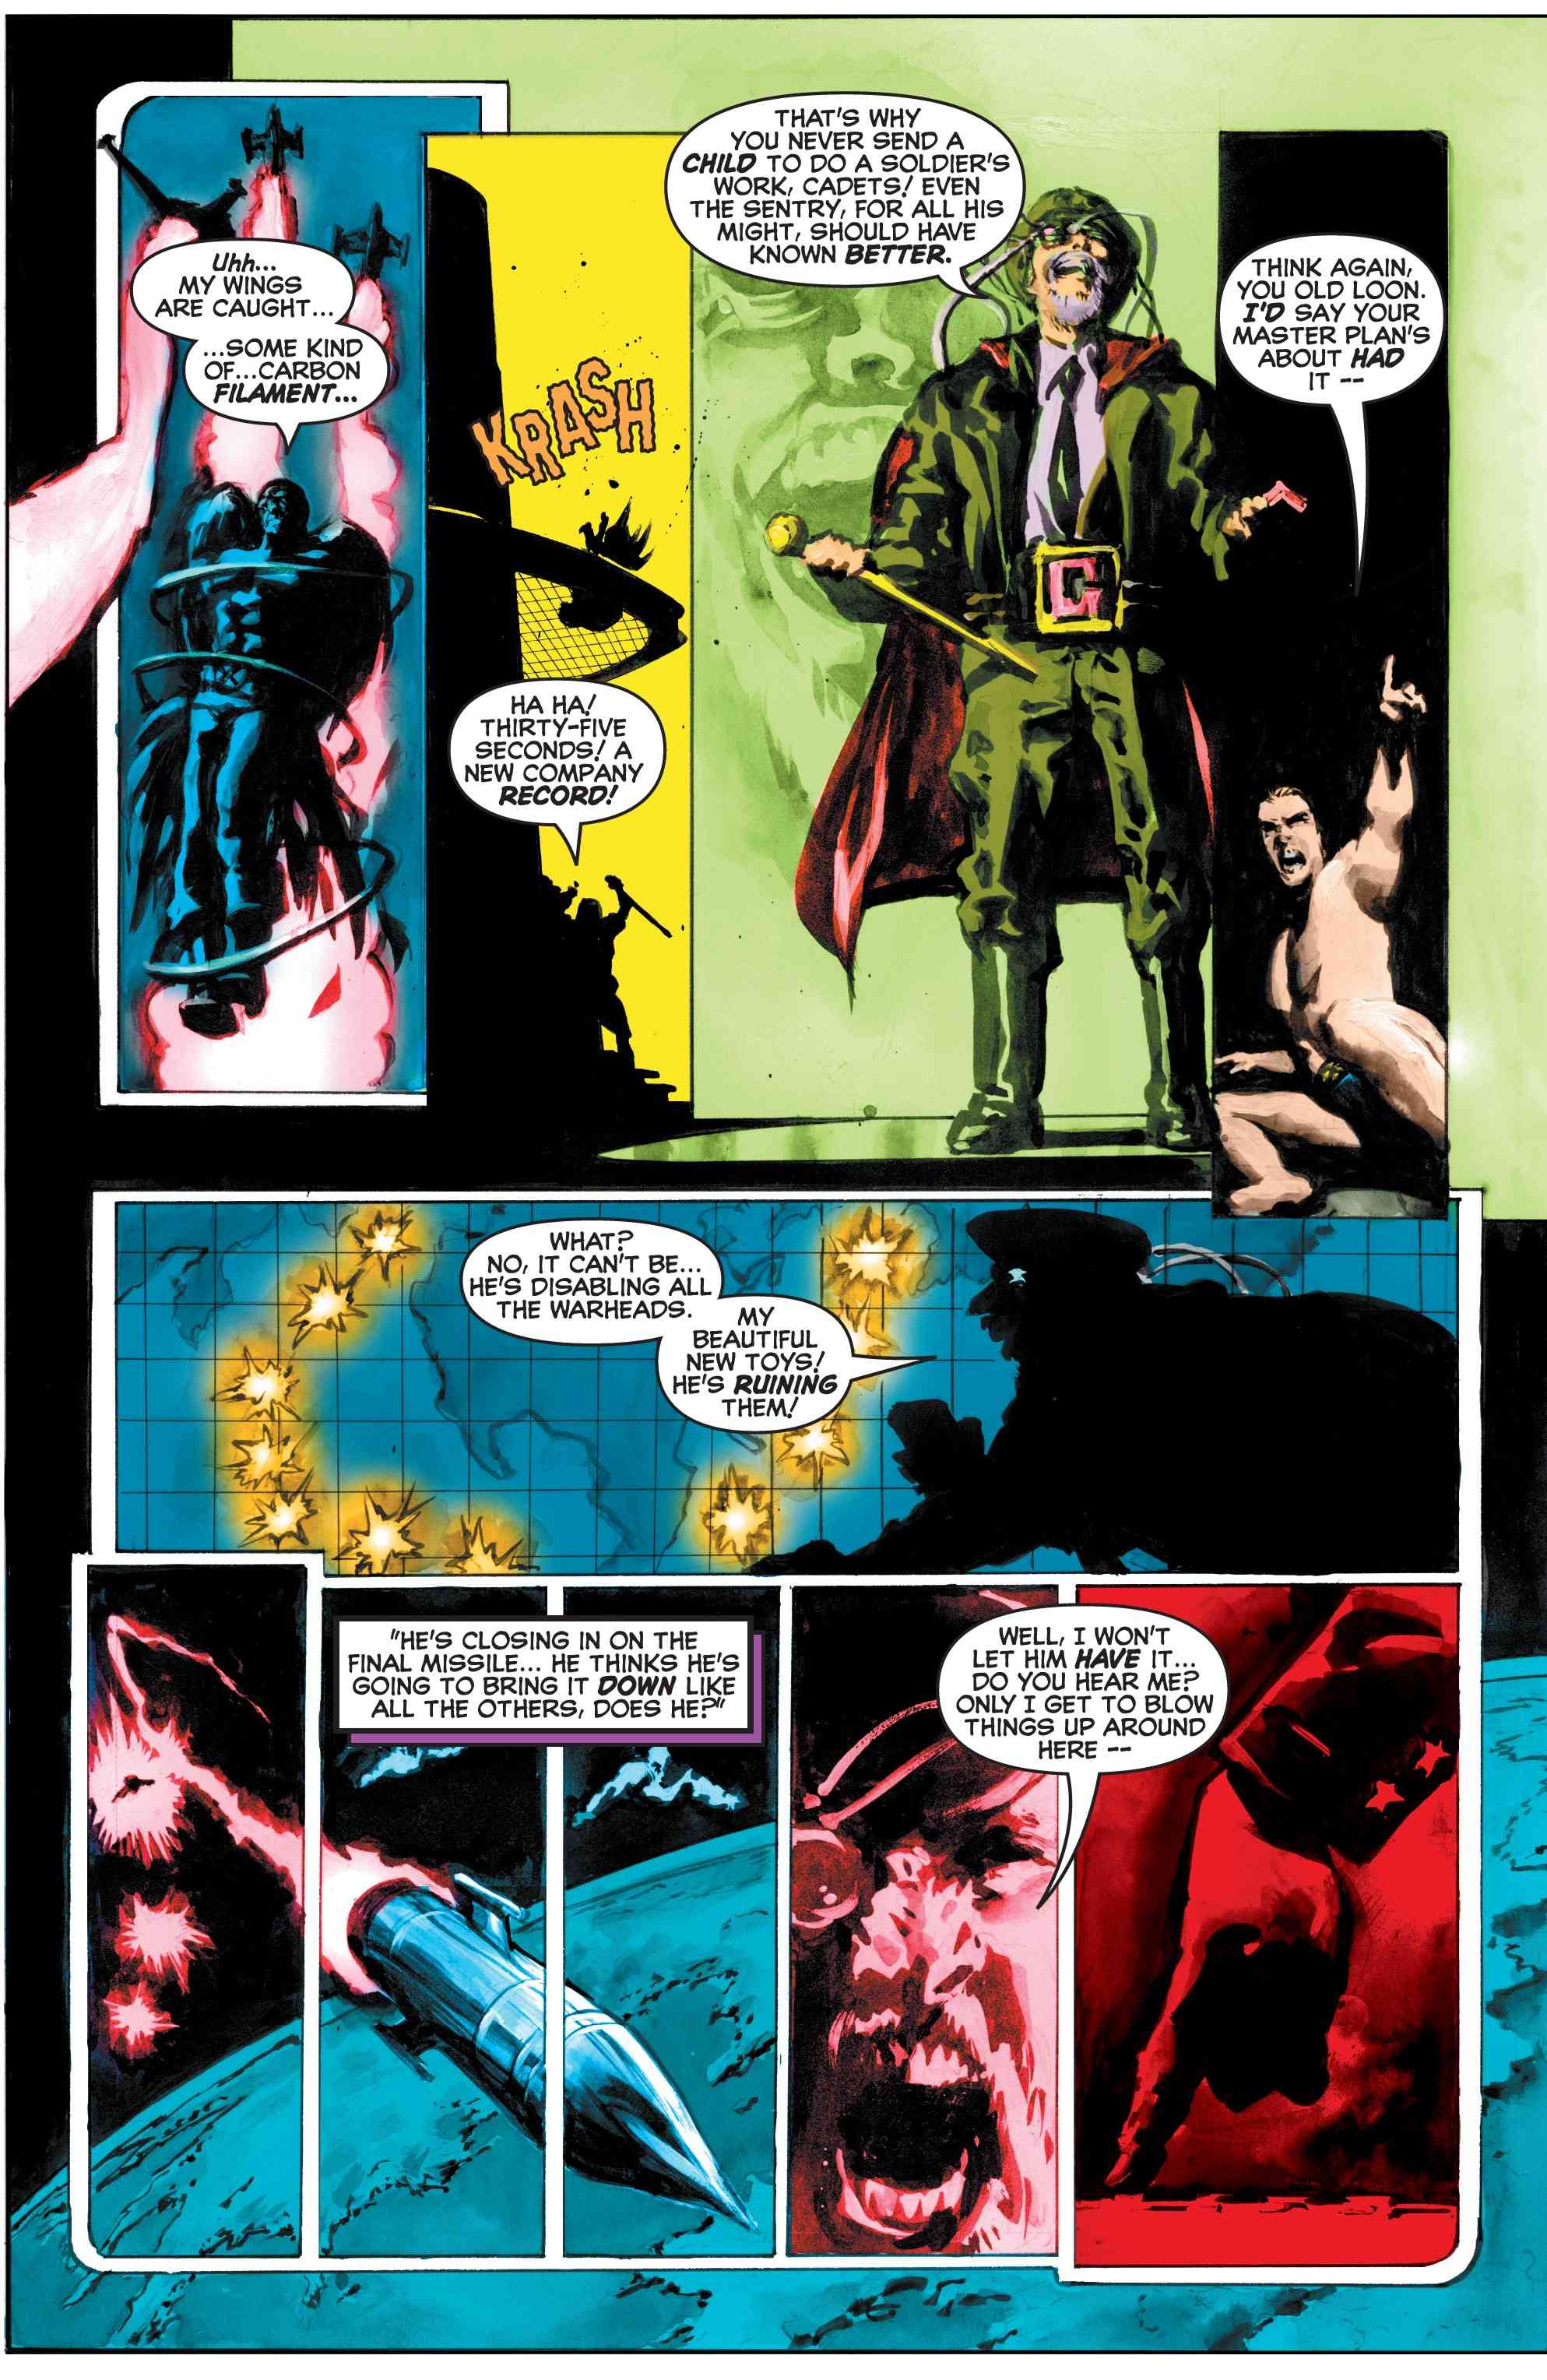 Uhh...
MY WINGS
ARE CAUGHT...
...SOME KIND
OF...CARBON
FILAMENT...
KRASH
HA HA!
THIRTY-FIVE
SECONDS! A
NEW COMPANY
RECORD!
THAT'S WHY
YOU NEVER SEND A
CHILD TO DO A SOLDIER'S
WORK, CADETS! EVEN
THE SENTRY, FOR ALL HIS
MIGHT, SHOULD HAVE
KNOWN BETTER.
G
THINK AGAIN,
YOU OLD LOON.
I'D SAY YOUR
MASTER PLAN'S
ABOUT HAD
IT --
WHAT?
NO, IT CAN'T BE...
HE'S DISABLING ALL
THE WARHEADS.
MY
BEAUTIFUL
NEW TOYS!
HE'S RUINING
THEM!
"HE'S CLOSING IN ON THE
FINAL MISSILE... HE THINKS HE'S
GOING TO BRING IT DOWN LIKE
ALL THE OTHERS, DOES HE?"
WELL, I WON'T
LET HIM HAVE IT...
DO YOU HEAR ME?
ONLY I GET TO BLOW
THINGS UP AROUND
HERE --